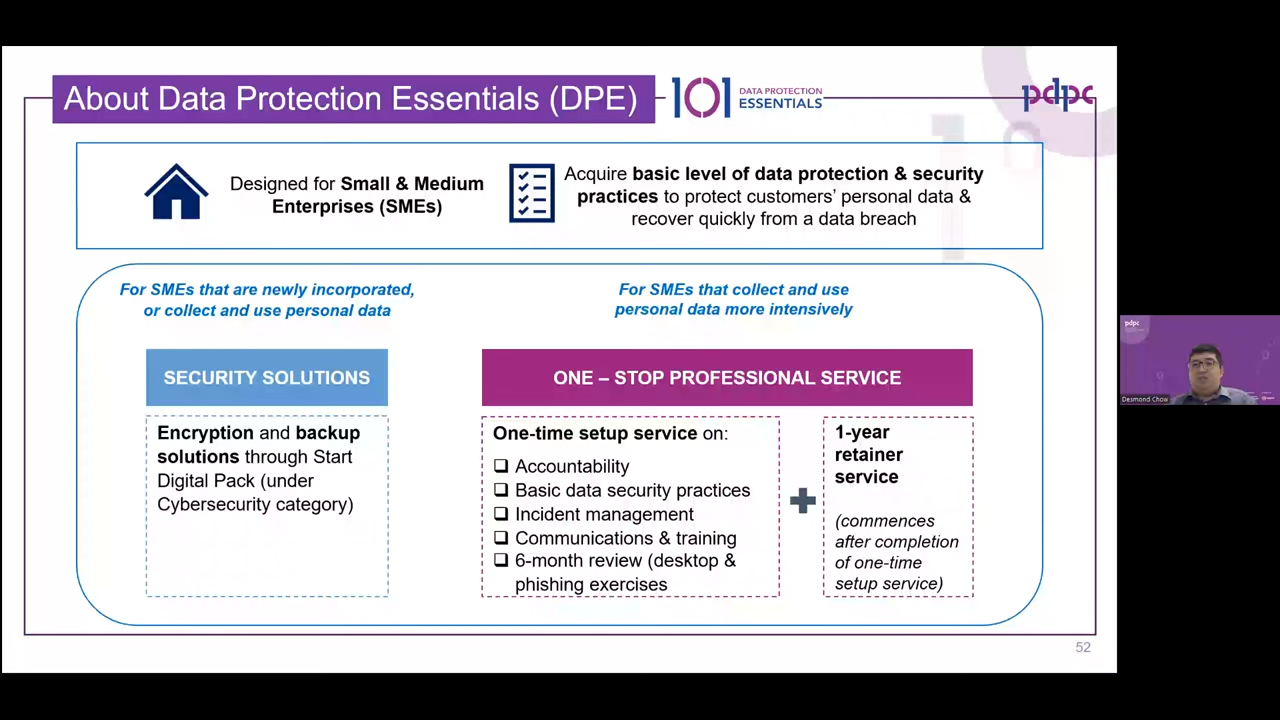 About Data Protection Essentials (DPE)
101
DATA PROTECTION
ESSENTIALS
pdpc
Designed for Small & Medium
Enterprises (SMEs)
Acquire basic level of data protection & security
practices to protect customers' personal data &
recover quickly from a data breach
For SMEs that are newly incorporated,
or collect and use personal data
For SMEs that collect and use
personal data more intensively
SECURITY SOLUTIONS
ONE – STOP PROFESSIONAL SERVICE
Encryption and backup
solutions through Start
Digital Pack (under
Cybersecurity category)
One-time setup service on:
❑ Accountability
❑ Basic data security practices
❑ Incident management
❑ Communications & training
❑ 6-month review (desktop &
phishing exercises
1-year
retainer
service
(commences
after completion
of one-time
setup service)
52
pdpc
Desmond Chow